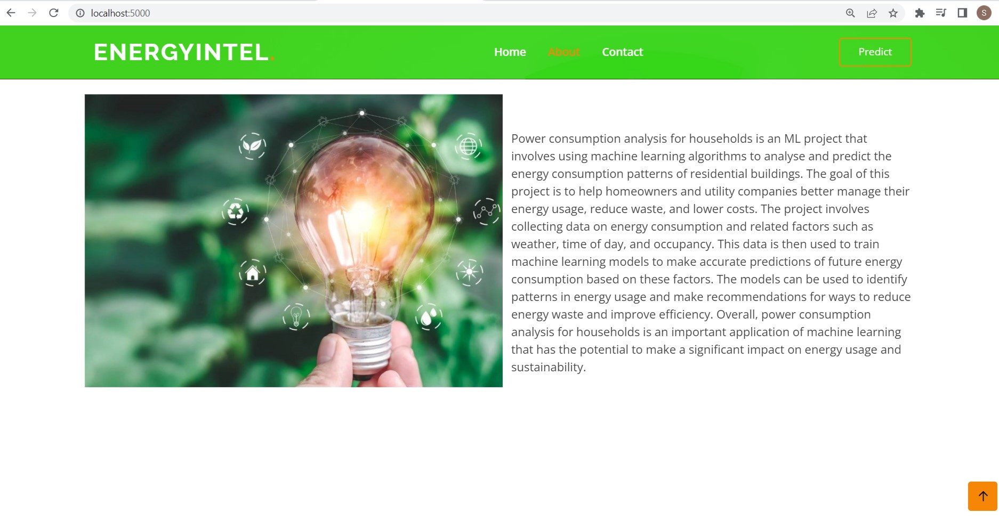 localhost:5000
S
ENERGYINTEL.
Home About Contact
Predict
Power consumption analysis for households is an ML project that
involves using machine learning algorithms to analyse and predict the
energy consumption patterns of residential buildings. The goal of this
project is to help homeowners and utility companies better manage their
energy usage, reduce waste, and lower costs. The project involves
collecting data on energy consumption and related factors such as
weather, time of day, and occupancy. This data is then used to train
machine learning models to make accurate predictions of future energy
consumption based on these factors. The models can be used to identify
patterns in energy usage and make recommendations for ways to reduce
energy waste and improve efficiency. Overall, power consumption
analysis for households is an important application of machine learning
that has the potential to make a significant impact on energy usage and
sustainability.